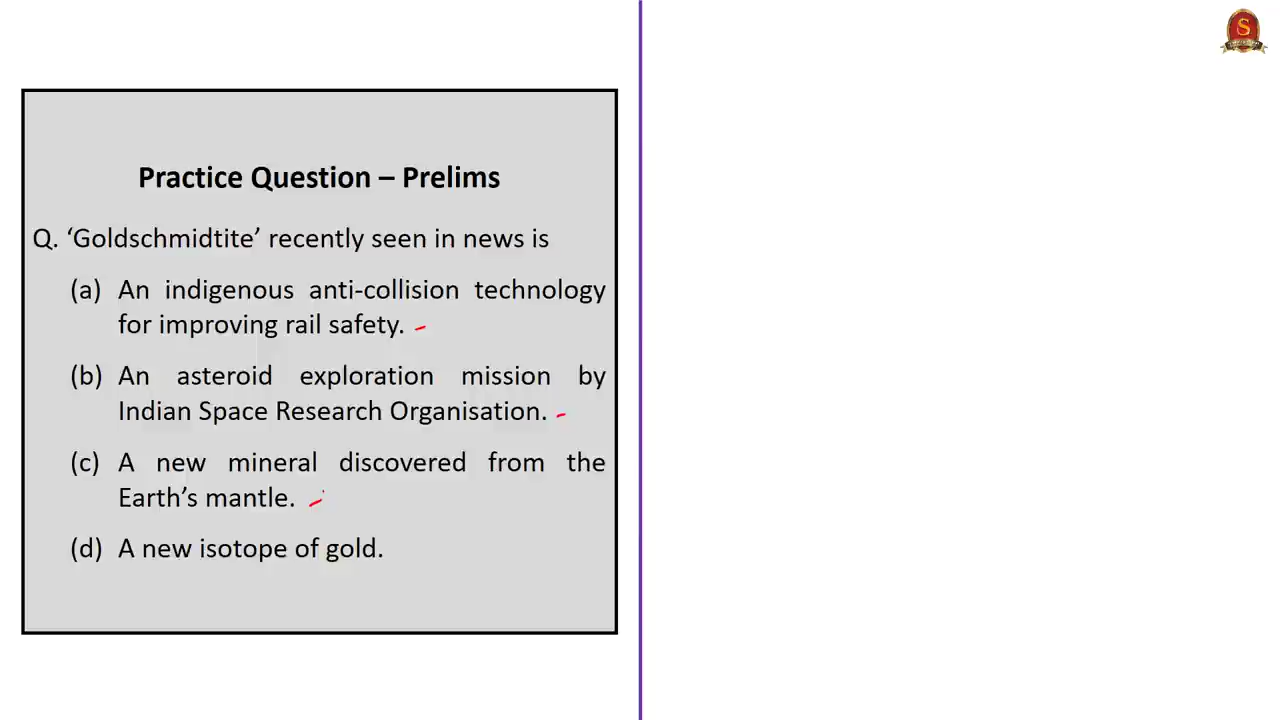 Practice Question – Prelims
Q. ‘Goldschmidtite’ recently seen in news is
(a) An indigenous anti-collision technology
for improving rail safety.
(b) An asteroid exploration mission by
Indian Space Research Organisation.
(c) A new mineral discovered from the
Earth’s mantle.
(d) A new isotope of gold.
S